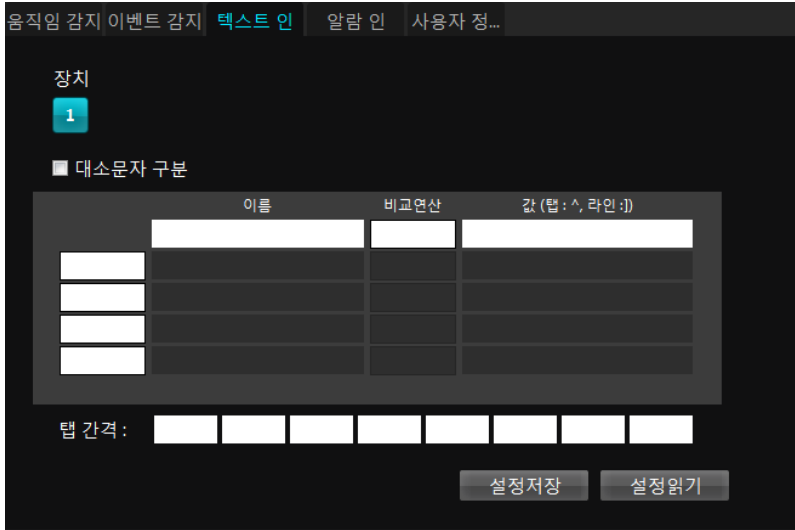 움직임 감지 이벤트 감지 텍스트 인 알람 인 사용자 정...
장치
1
대소문자 구분
이름 비교연산 값 (탭 : ^, 라인 :])
탭 간격 :
설정저장 설정읽기